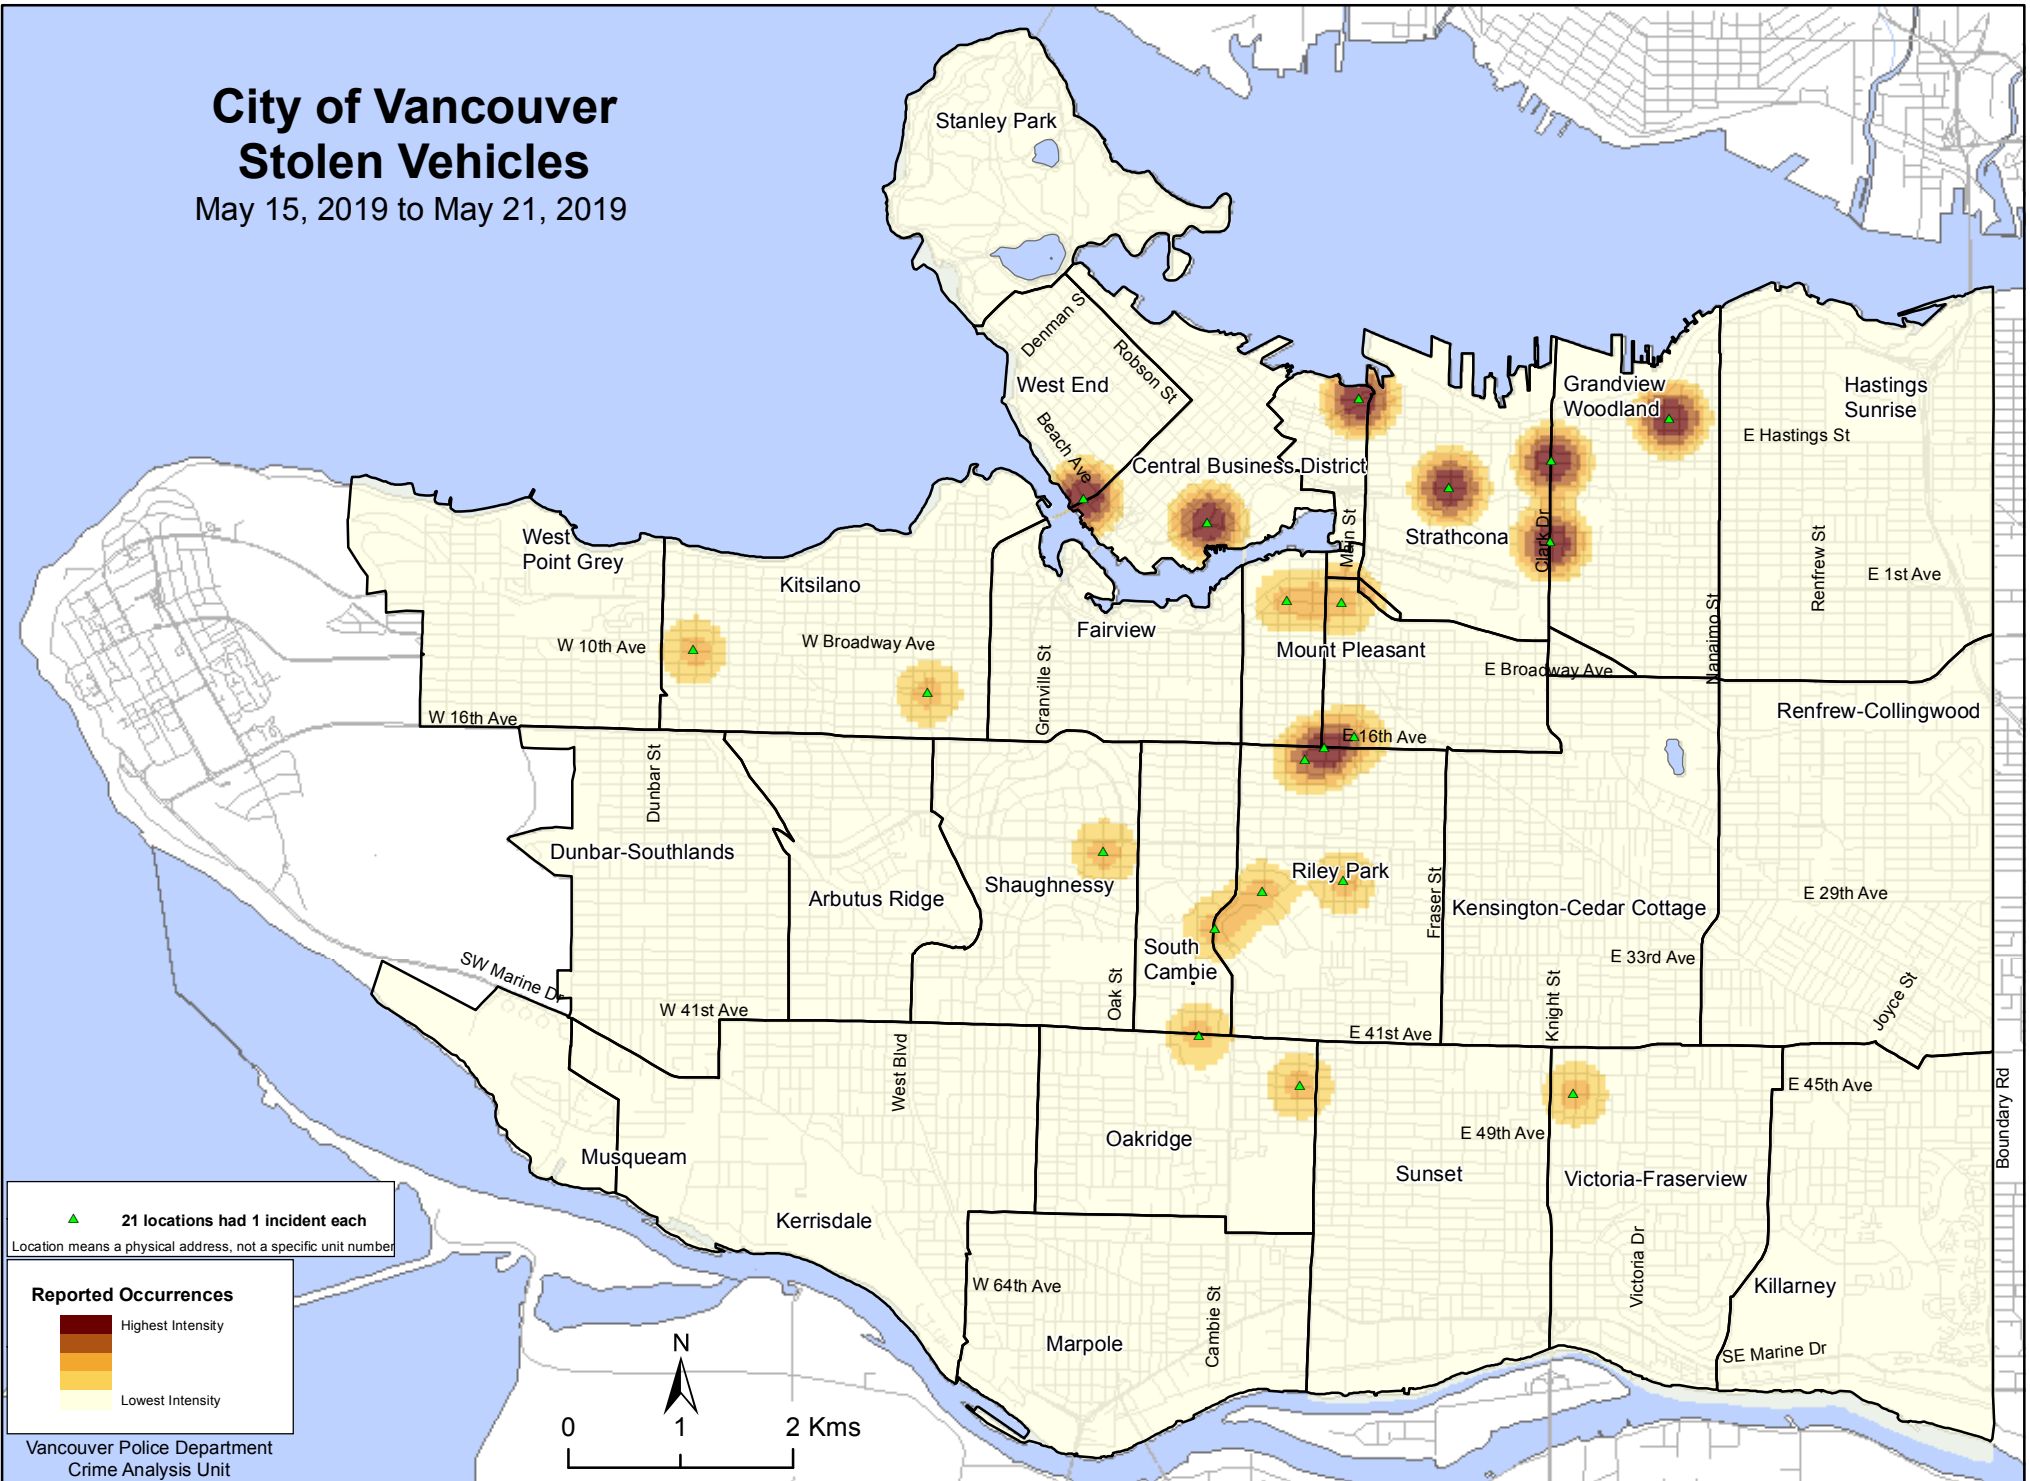 City of Vancouver
Stolen Vehicles
May 15, 2019 to May 21, 2019
Stanley Park
Denman S
Robson St
West End
Beach Ave
Central Business District
Grandview
Woodland
Hastings
Sunrise
E Hastings St
Main St
Strathcona
Clark Dr
Nanaimo St
Renfrew St
E 1st Ave
West
Point Grey
Kitsilano
W 10th Ave
W Broadway Ave
Fairview
Granville St
Mount Pleasant
E Broadway Ave
W 16th Ave
E 16th Ave
Renfrew-Collingwood
Dunbar St
Dunbar-Southlands
Arbutus Ridge
Shaughnessy
Riley Park
Fraser St
Kensington-Cedar Cottage
E 29th Ave
South
Cambie
Oak St
E 33rd Ave
Knight St
Joyce St
SW Marine Dr
W 41st Ave
E 41st Ave
West Blvd
E 45th Ave
Boundary Rd
Oakridge
E 49th Ave
Sunset
Victoria-Fraserview
Musqueam
Kerrisdale
Victoria Dr
W 64th Ave
Cambie St
Killarney
Marpole
SE Marine Dr
21 locations had 1 incident each
Location means a physical address, not a specific unit number
Reported Occurrences
Highest Intensity
Lowest Intensity
N
0 1 2 Kms
Vancouver Police Department
Crime Analysis Unit